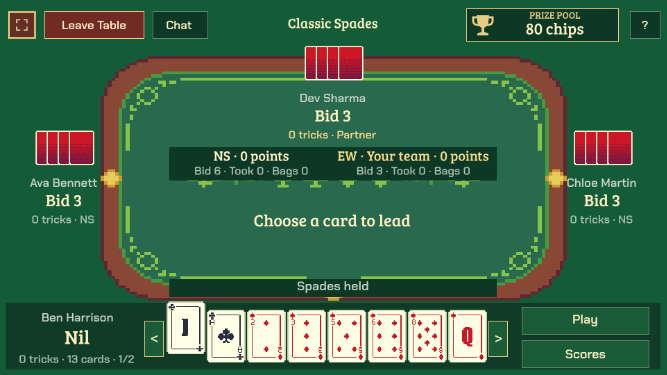 Leave Table
Chat
Classic Spades
PRIZE POOL
80 chips
?
Dev Sharma
Bid 3
0 tricks · Partner
NS · 0 points
Bid 6 · Took 0 · Bags 0
EW · Your team · 0 points
Bid 3 · Took 0 · Bags 0
Ava Bennett
Bid 3
0 tricks · NS
Chloe Martin
Bid 3
0 tricks · NS
Choose a card to lead
Spades held
Ben Harrison
Nil
0 tricks · 13 cards · 1/2
<
J
Q
>
Play
Scores